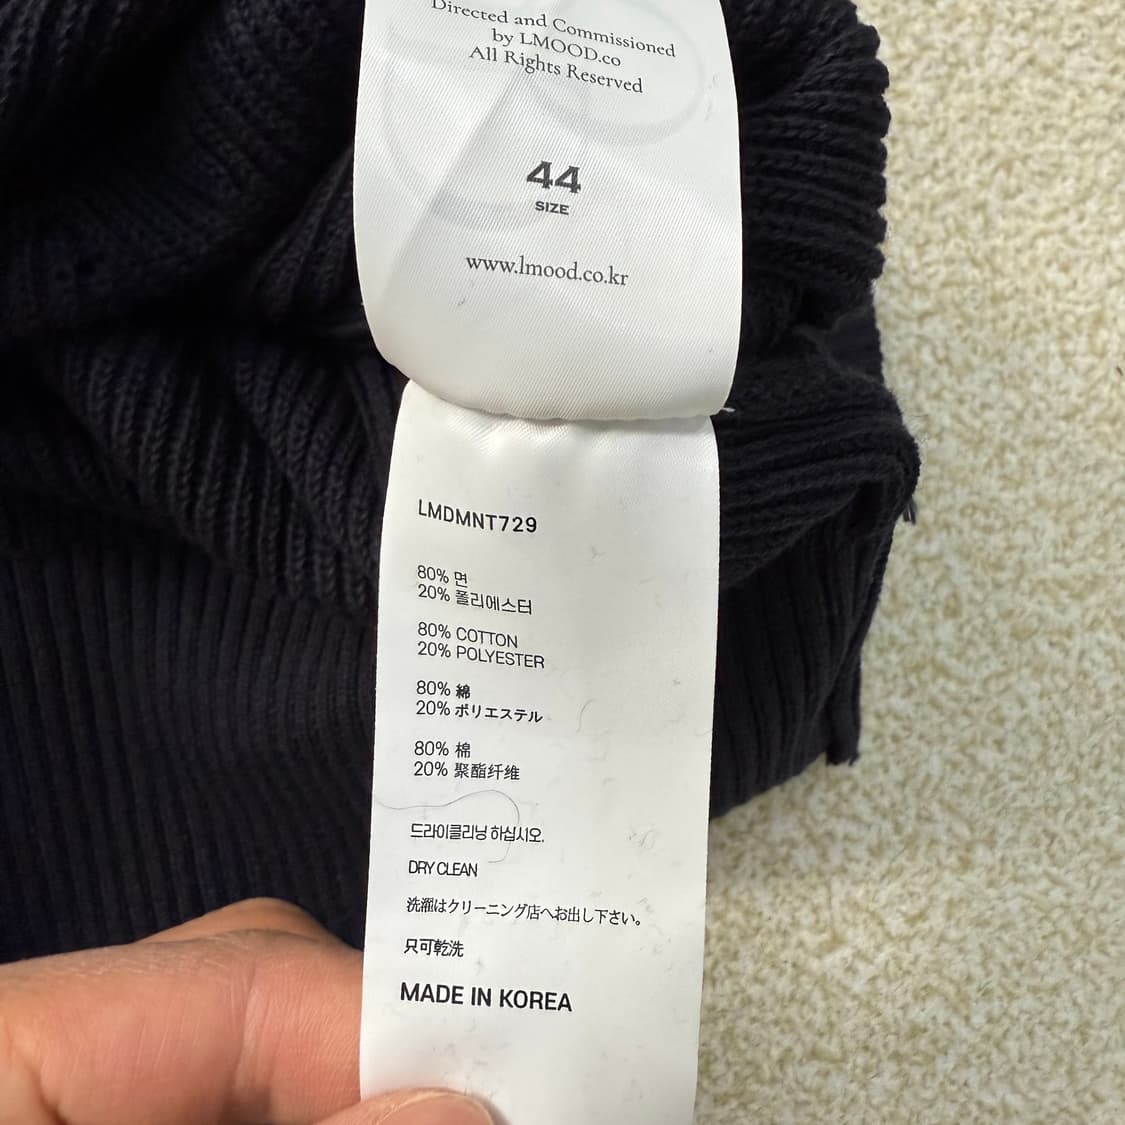 Directed and Commissioned
by LMOOD.co
All Rights Reserved
44
SIZE
www.lmood.co.kr
LMDMNT729
80% 면
20% 폴리에스터
80% COTTON
20% POLYESTER
80% 綿
20% ポリエステル
80% 棉
20% 聚酯纤维
드라이클리닝 하십시오.
DRY CLEAN
洗濯はクリーニング店へお出し下さい。
只可乾洗
MADE IN KOREA